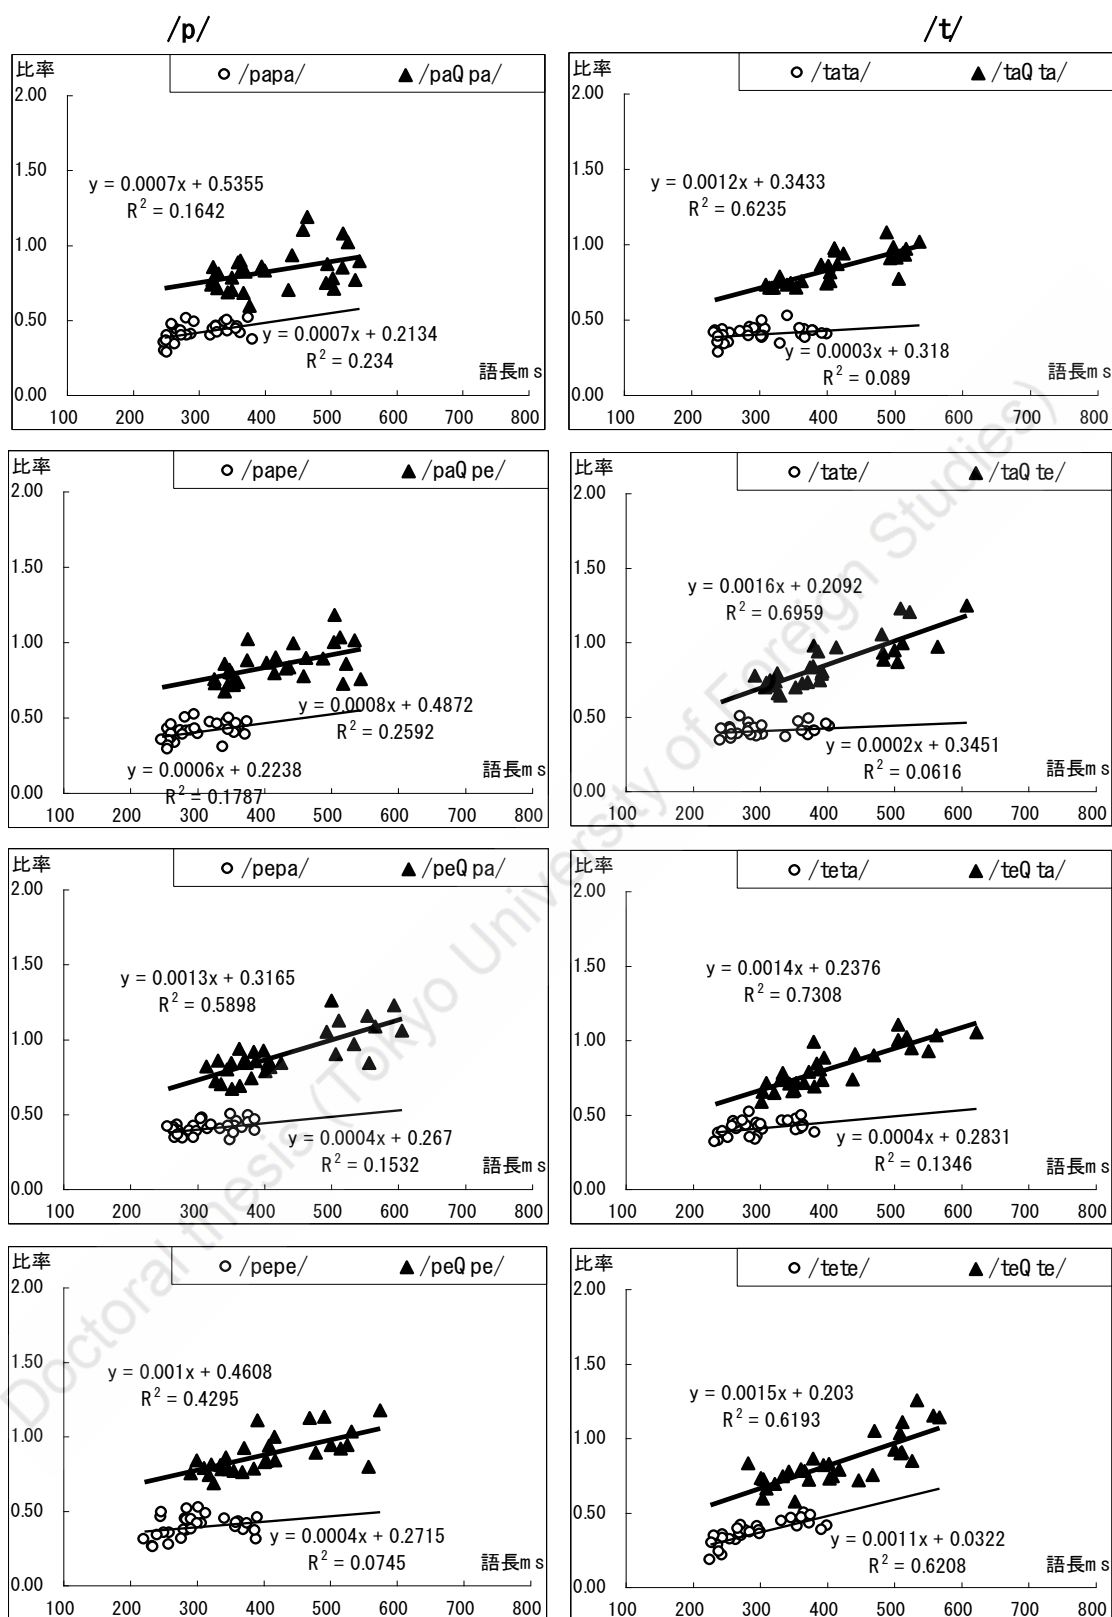 /p/
/t/
比率
/papa/ /paQ pa/
2.00
1.50
y = 0.0007x + 0.5355
R² = 0.1642
1.00
0.50
y = 0.0007x + 0.2134
R² = 0.234
語長m s
0.00
100 200 300 400 500 600 700 800
比率
/tata/ /taQ ta/
2.00
1.50
y = 0.0012x + 0.3433
R² = 0.6235
1.00
0.50
y = 0.0003x + 0.318
R² = 0.089
語長m s
0.00
100 200 300 400 500 600 700 800
比率
/pape/ /paQ pe/
2.00
1.50
1.00
0.50
y = 0.0008x + 0.4872
R² = 0.2592
y = 0.0006x + 0.2238
R² = 0.1787
語長m s
0.00
100 200 300 400 500 600 700 800
比率
/tate/ /taQ te/
2.00
1.50
y = 0.0016x + 0.2092
R² = 0.6959
1.00
0.50
y = 0.0002x + 0.3451
R² = 0.0616
語長m s
0.00
100 200 300 400 500 600 700 800
比率
/pepa/ /peQ pa/
2.00
1.50
y = 0.0013x + 0.3165
R² = 0.5898
1.00
0.50
y = 0.0004x + 0.267
R² = 0.1532
語長m s
0.00
100 200 300 400 500 600 700 800
比率
/teta/ /teQ ta/
2.00
1.50
y = 0.0014x + 0.2376
R² = 0.7308
1.00
0.50
y = 0.0004x + 0.2831
R² = 0.1346
語長m s
0.00
100 200 300 400 500 600 700 800
比率
/pepe/ /peQ pe/
2.00
1.50
y = 0.001x + 0.4608
R² = 0.4295
1.00
0.50
y = 0.0004x + 0.2715
R² = 0.0745
語長m s
0.00
100 200 300 400 500 600 700 800
比率
/tete/ /teQ te/
2.00
1.50
y = 0.0015x + 0.203
R² = 0.6193
1.00
0.50
y = 0.0011x + 0.0322
R² = 0.6208
語長m s
0.00
100 200 300 400 500 600 700 800
Doctoral thesis (Tokyo University of Foreign Studies)